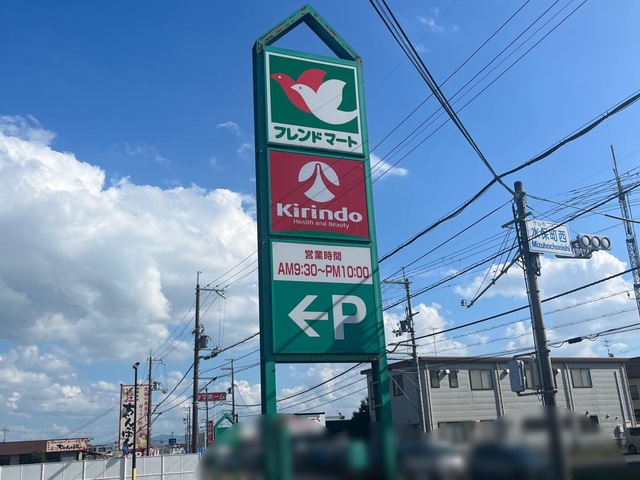 フレンドマート
Kirindo
Health and Beauty
営業時間
AM9:30〜PM10:00
←P
水保町西
Mizuhochonishi